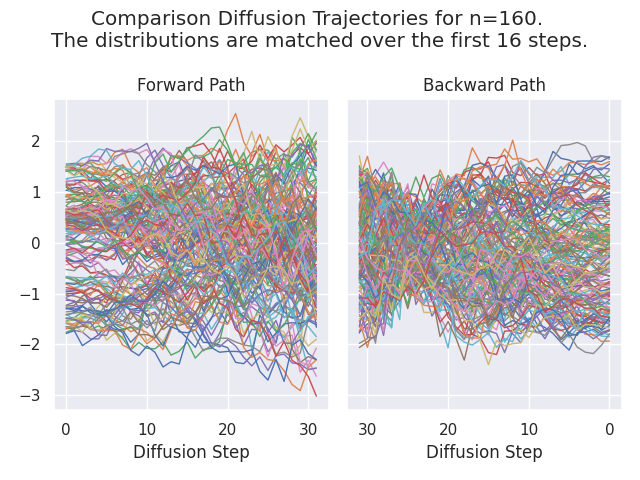 Comparison Diffusion Trajectories for n=160.
The distributions are matched over the first 16 steps.
Forward Path
Backward Path
2
1
0
−1
−2
−3
0
10
20
30
30
20
10
0
Diffusion Step
Diffusion Step